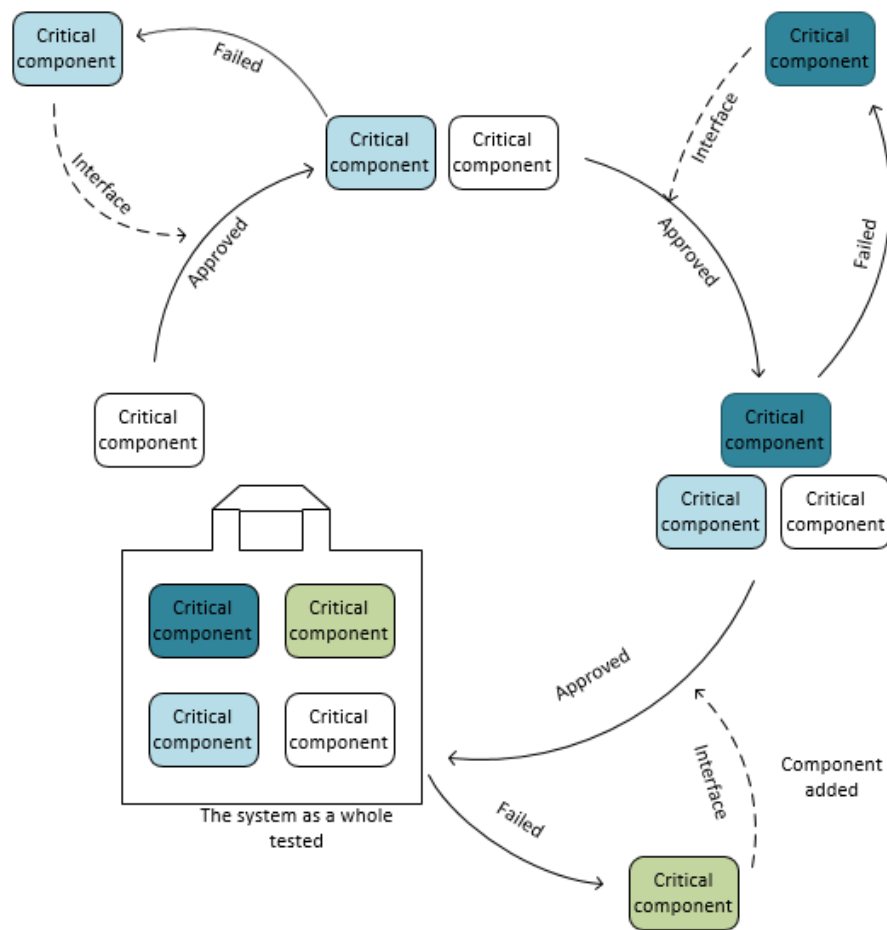 Critical
component
Failed
Interface
Approved
Critical
component
Critical
component
Critical
component
Interface
Approved
Failed
Critical
component
Critical
component
Critical
component
Critical
component
Critical
component
Critical
component
Critical
component
Critical
component
The system as a whole
tested
Approved
Failed
Interface
Component
added
Critical
component
Critical
component